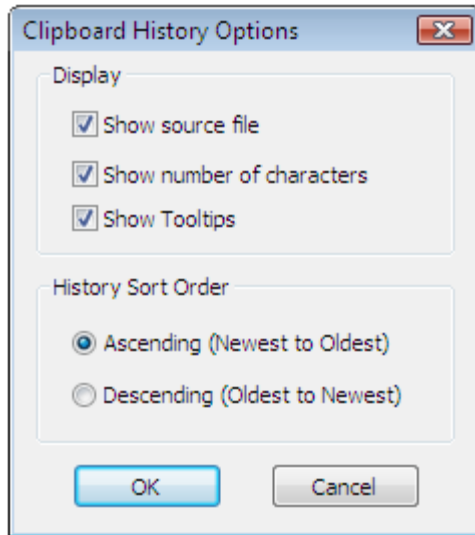 Clipboard History Options
Display
Show source file
Show number of characters
Show Tooltips
History Sort Order
Ascending (Newest to Oldest)
Descending (Oldest to Newest)
OK Cancel